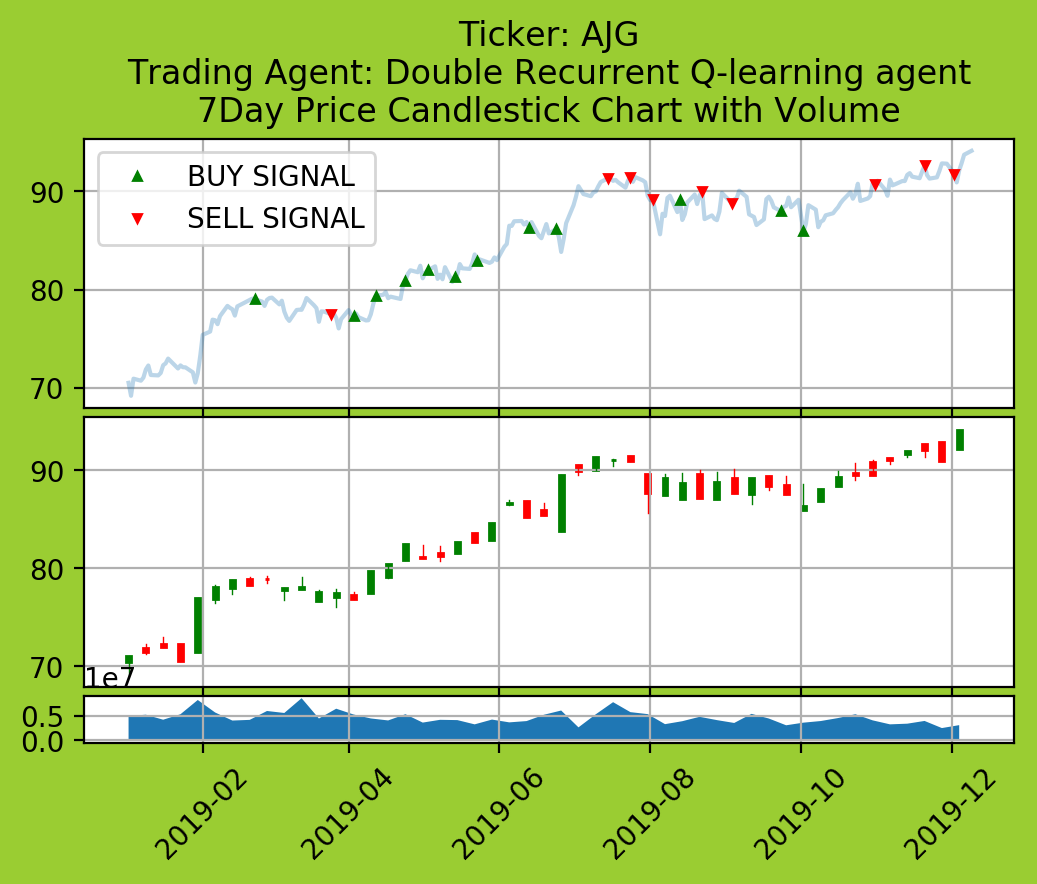 Ticker: AJG
Trading Agent: Double Recurrent Q-learning agent
7Day Price Candlestick Chart with Volume
BUY SIGNAL
SELL SIGNAL
90
80
70
90
80
70
1e7
0.5
0.0
2019-02
2019-04
2019-06
2019-08
2019-10
2019-12